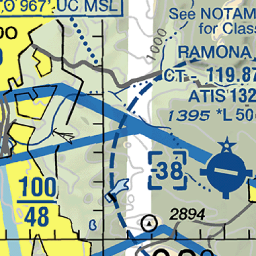 O 967' UC MSL
See NOTAM
for Clas
1000
RAMONA
CT - 119.87
ATIS 132
1395 *L 50
-38
100
48
2894